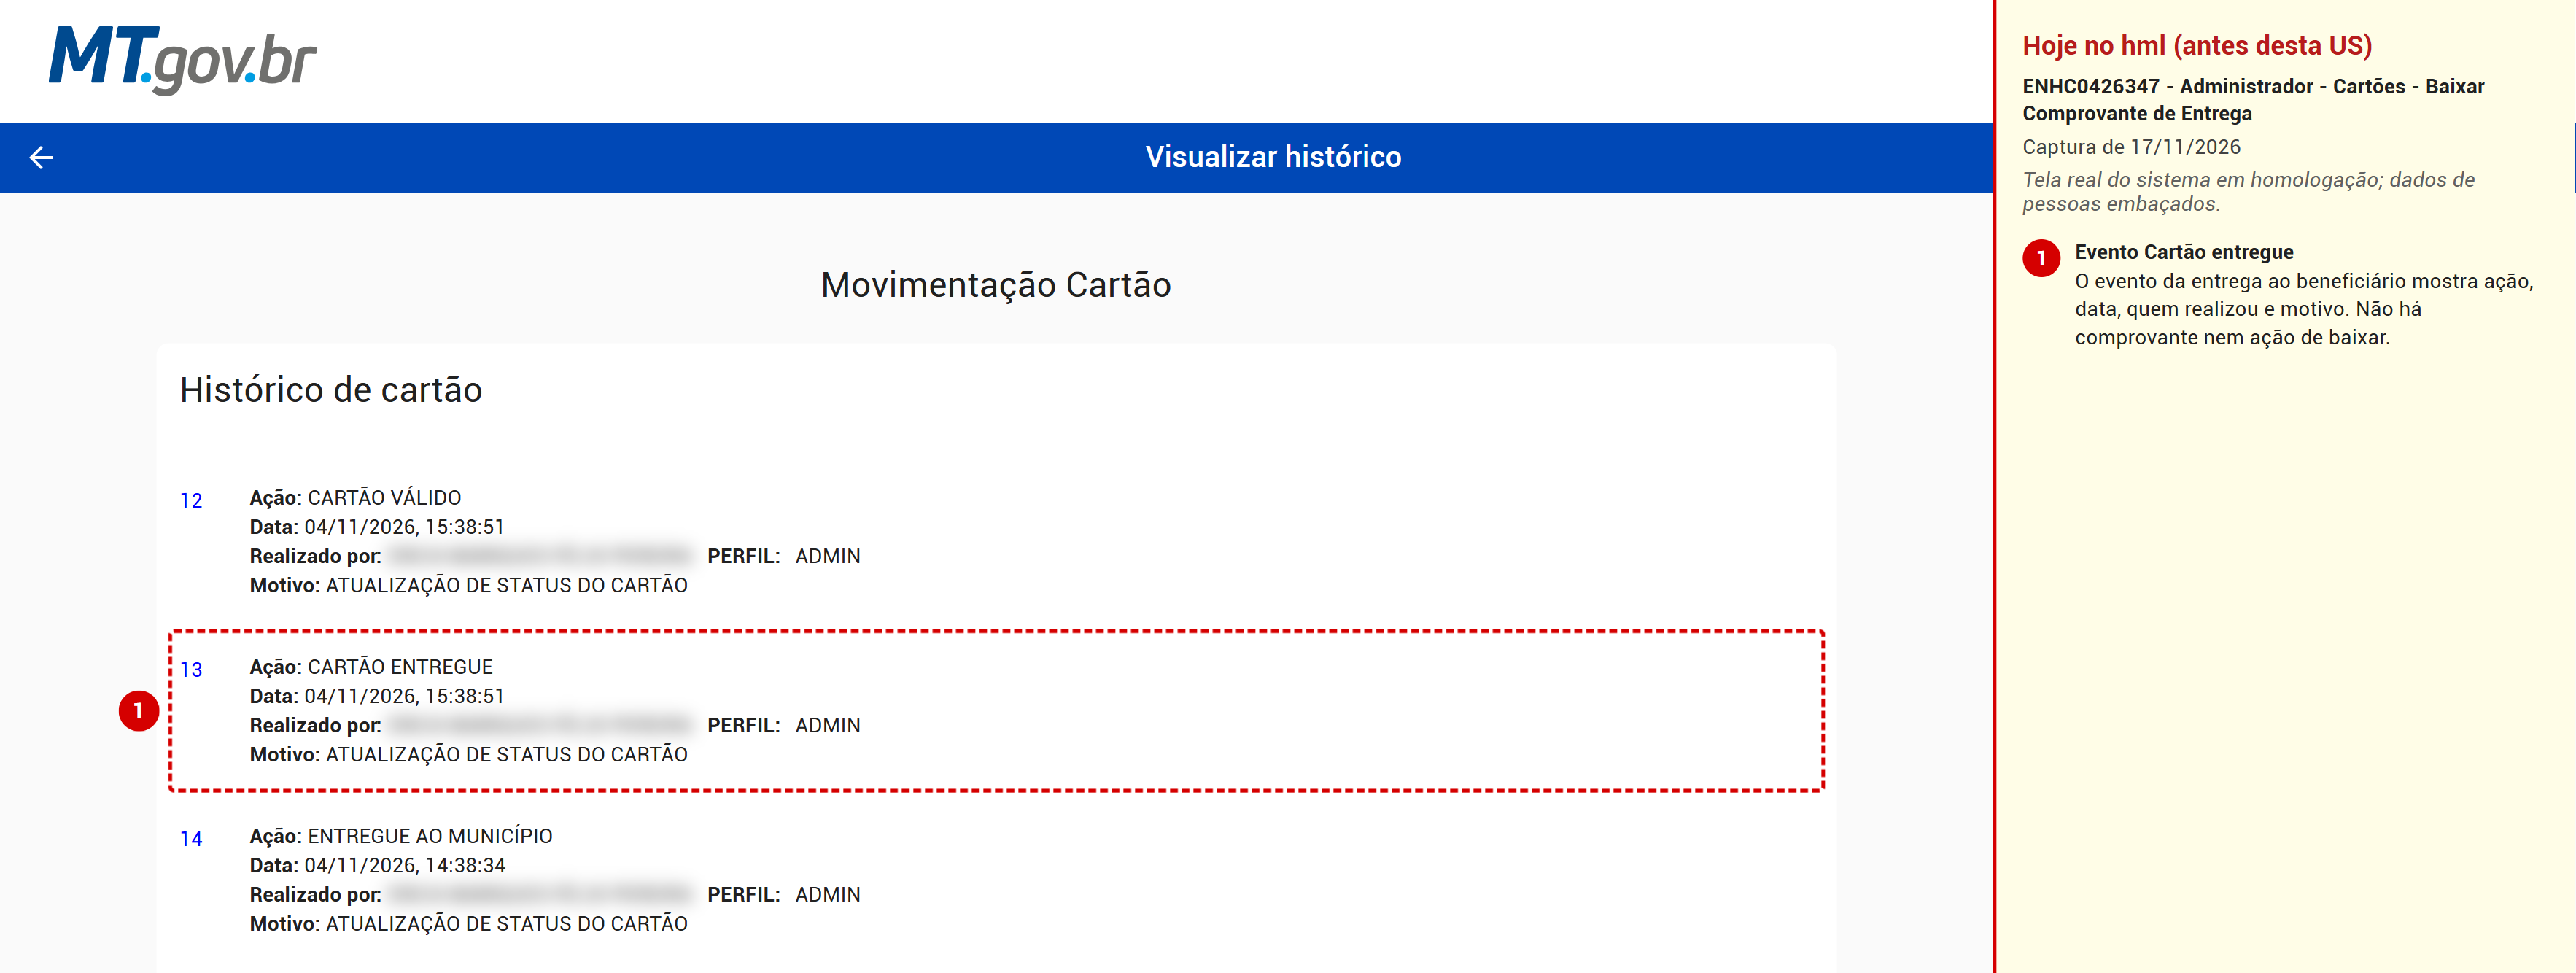 MT.gov.br
Visualizar histórico
Movimentação Cartão
Histórico de cartão
12
Ação: CARTÃO VÁLIDO
Data: 04/11/2026, 15:38:51
Realizado por: PERFIL: ADMIN
Motivo: ATUALIZAÇÃO DE STATUS DO CARTÃO
1
13
Ação: CARTÃO ENTREGUE
Data: 04/11/2026, 15:38:51
Realizado por: PERFIL: ADMIN
Motivo: ATUALIZAÇÃO DE STATUS DO CARTÃO
14
Ação: ENTREGUE AO MUNICÍPIO
Data: 04/11/2026, 14:38:34
Realizado por: PERFIL: ADMIN
Motivo: ATUALIZAÇÃO DE STATUS DO CARTÃO
Hoje no hml (antes desta US)
ENHC0426347 - Administrador - Cartões - Baixar
Comprovante de Entrega
Captura de 17/11/2026
Tela real do sistema em homologação; dados de
pessoas embaçados.
1
Evento Cartão entregue
O evento da entrega ao beneficiário mostra ação,
data, quem realizou e motivo. Não há
comprovante nem ação de baixar.